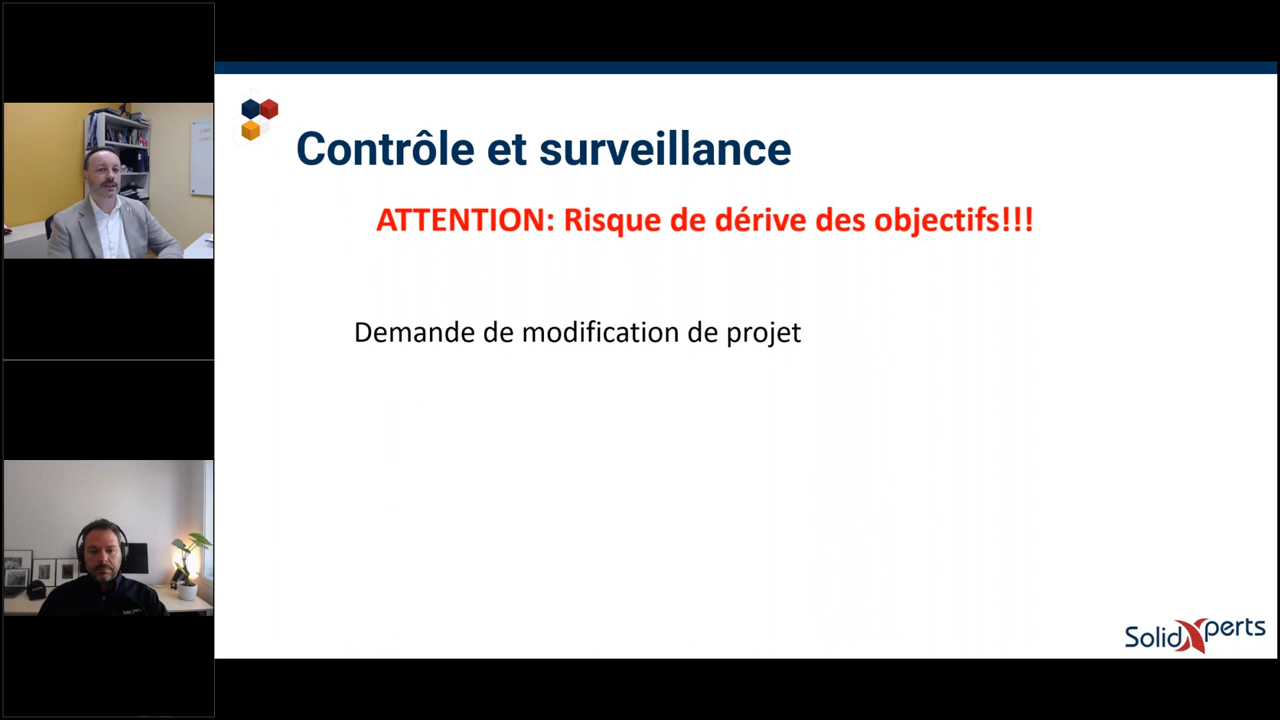 Contrôle et surveillance
ATTENTION: Risque de dérive des objectifs!!!
Demande de modification de projet
SolidXperts